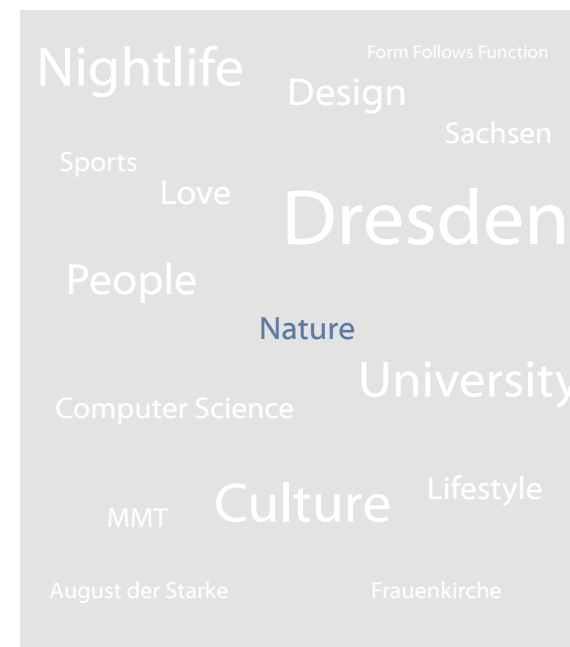 Form Follows Function
Nightlife
Design
Sachsen
Sports
Love
Dresden
People
Nature
University
Computer Science
Lifestyle
Culture
MMT
August der Starke
Frauenkirche